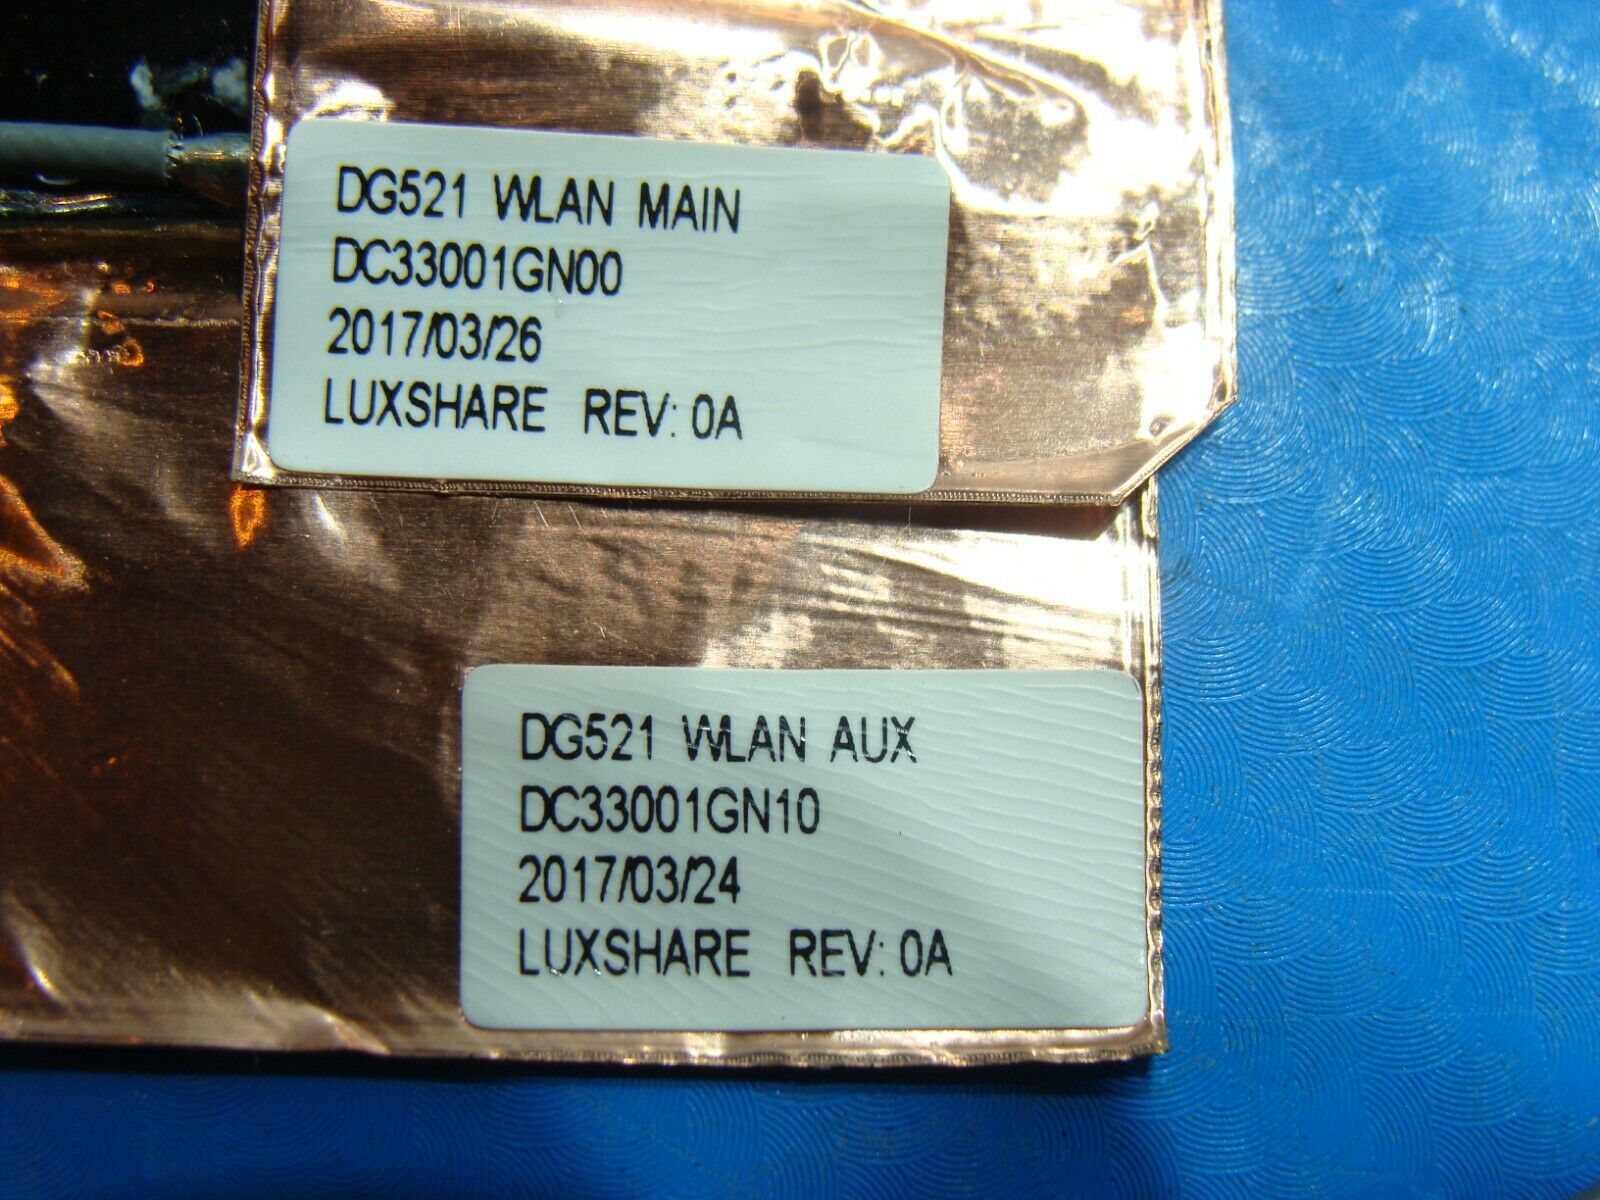 DG521 WLAN MAIN
DC33001GN00
2017/03/26
LUXSHARE REV: 0A
DG521 WLAN AUX
DC33001GN10
2017/03/24
LUXSHARE REV: 0A